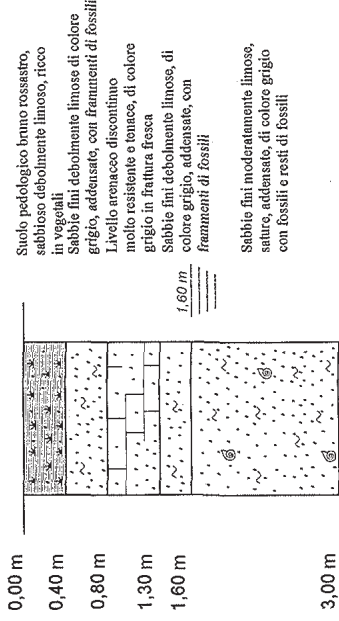 0,00 m
0,40 m
0,80 m
1,30 m
1,60 m
3,00 m
1,60 m
Suolo pedologico bruno rossastro,
sabbioso debolmente limoso, ricco
in vegetali
Sabbie fini debolmente limose di colore
grigio, addensato, con frammenti di fossili
Livello arenaceo discontinuo
molto resistente e tenace, di colore
grigio in frattura fresca
Sabbie fini debolmente limose, di
colore grigio, addensato, con
frammenti di fossili
Sabbie fini moderatamente limose,
sature, addensato, di colore grigio
con fossili e resti di fossili